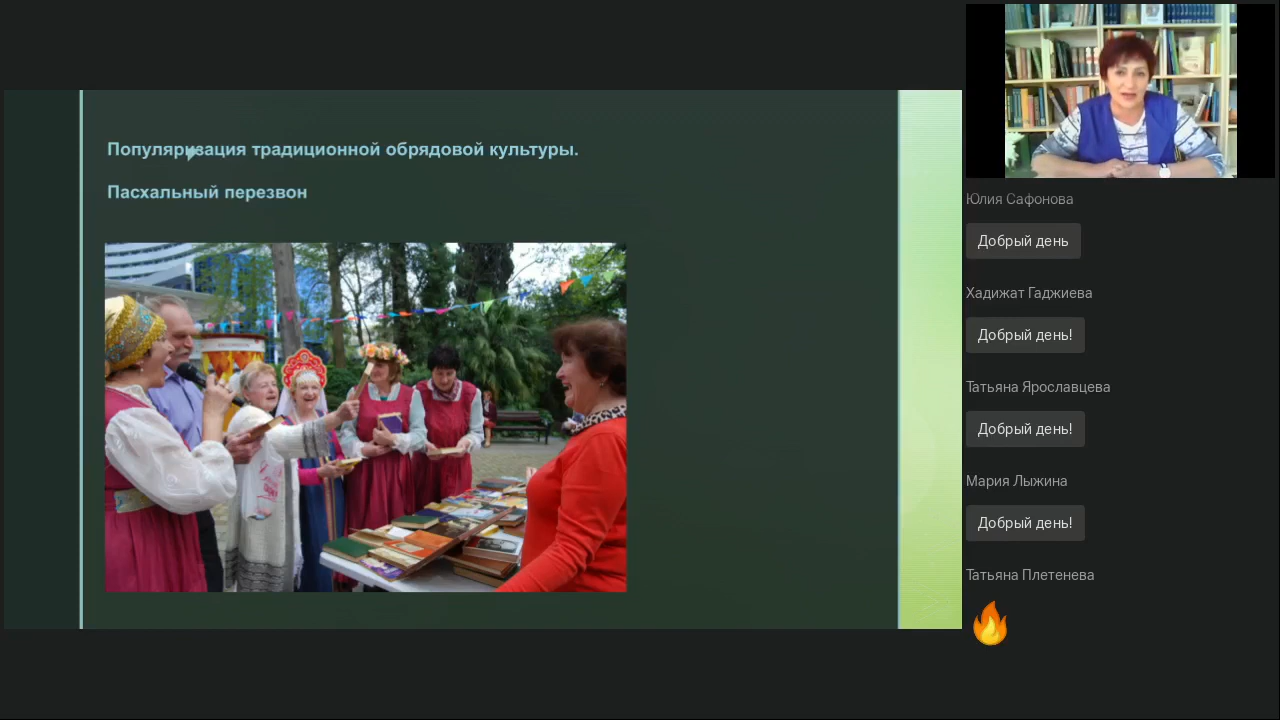 Популяризация традиционной обрядовой культуры.
Пасхальный перезвон
Юлия Сафонова
Добрый день
Хадижат Гаджиева
Добрый день!
Татьяна Ярославцева
Добрый день!
Мария Лыжина
Добрый день!
Татьяна Плетенева